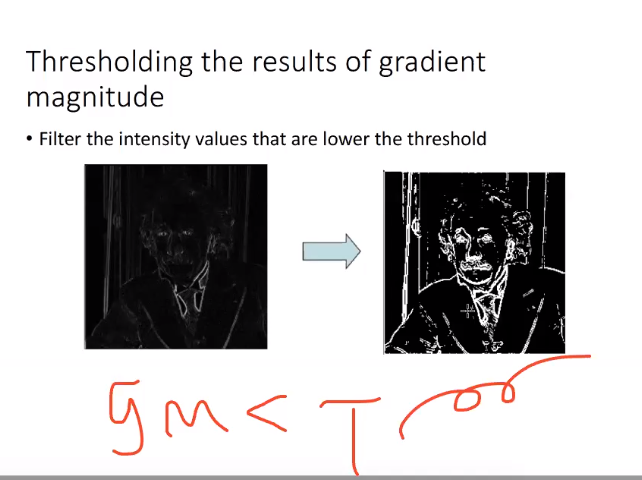 Thresholding the results of gradient
magnitude
• Filter the intensity values that are lower the threshold
gM < T